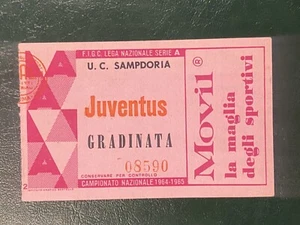 F.I.G.C. LEGA NAZIONALE SERIE A
U. C. SAMPDORIA
Juventus
GRADINATA
08590
CONSERVARE PER CONTROLLO
CAMPIONATO NAZIONALE 1964-1965
A
A
A
2
Movil®
la maglia
degli sportivi